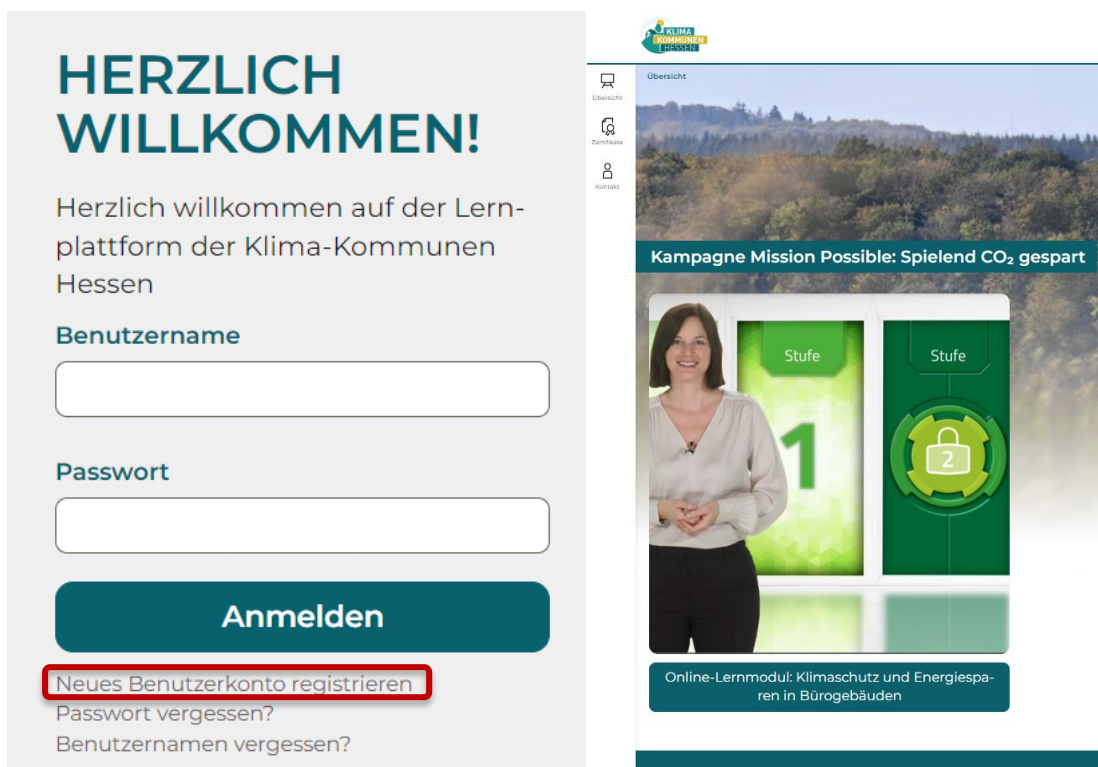 HERZLICH
WILLKOMMEN!
Herzlich willkommen auf der Lern-
plattform der Klima-Kommunen
Hessen
Benutzername
Passwort
Anmelden
Neues Benutzerkonto registrieren
Passwort vergessen?
Benutzernamen vergessen?
KLIMA
KOMMUNEN
HESSEN
Übersicht
Übersicht
Zertifikate
Kontakt
Kampagne Mission Possible: Spielend CO₂ gespart
Stufe
1
Stufe
2
Online-Lernmodul: Klimaschutz und Energiespa-
ren in Bürogebäuden